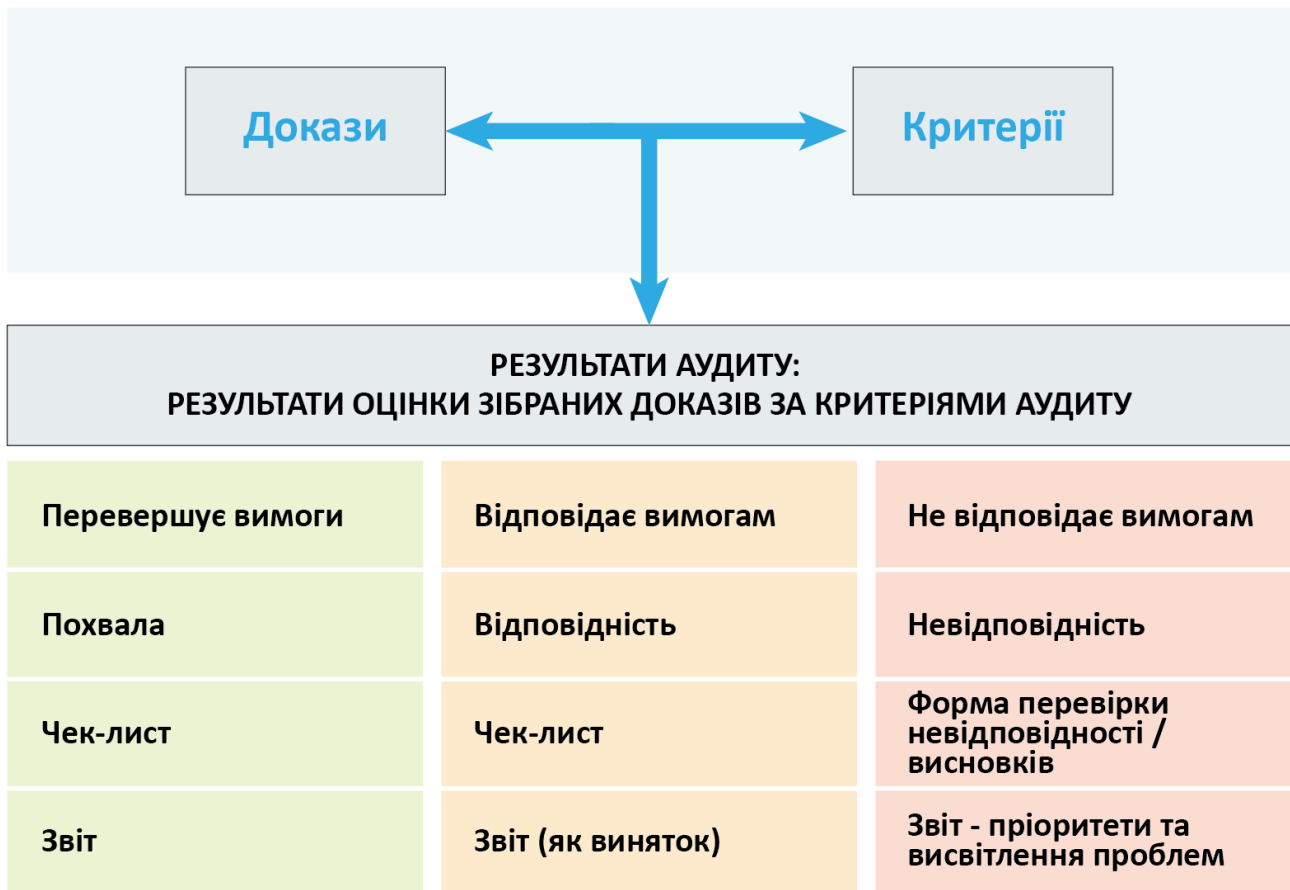 Докази
Критерії
РЕЗУЛЬТАТИ АУДИТУ:
РЕЗУЛЬТАТИ ОЦІНКИ ЗІБРАНИХ ДОКАЗІВ ЗА КРИТЕРІЯМИ АУДИТУ
Перевершує вимоги
Відповідає вимогам
Не відповідає вимогам
Похвала
Відповідність
Невідповідність
Чек-лист
Чек-лист
Форма перевірки
невідповідності /
висновків
Звіт
Звіт (як виняток)
Звіт - пріоритети та
висвітлення проблем